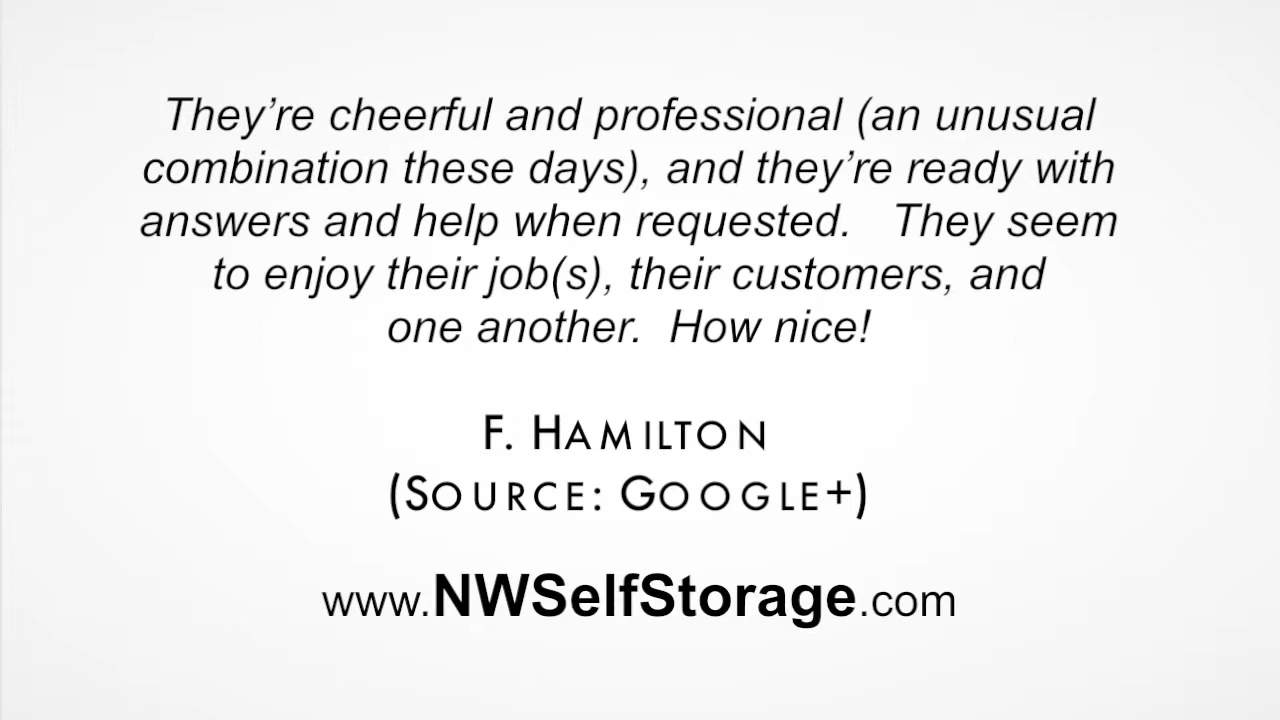 They’re cheerful and professional (an unusual
combination these days), and they’re ready with
answers and help when requested.   They seem
to enjoy their job(s), their customers, and
one another.  How nice!
F. HAMILTON
(SOURCE: GOOGLE+)
www.NWSelfStorage.com